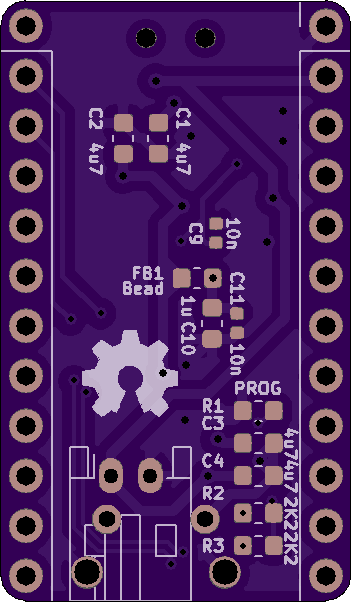 C2
C1
4u7
4u7
C9
10n
FB1
Bead
C11
1u
C10
10n
PROG
R1
C3
4u7
C4
4u7
R2
2K2
R3
2K2